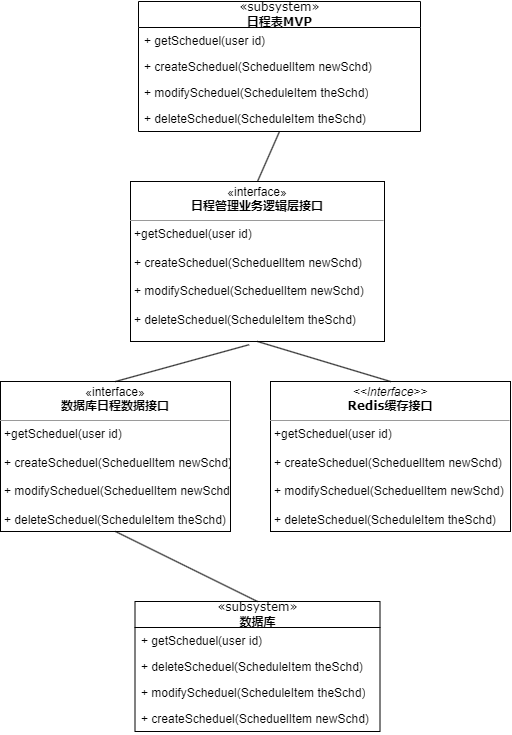 «subsystem»
日程表MVP
+ getScheduel(user id)
+ createScheduel(ScheduelItem newSchd)
+ modifyScheduel(ScheduleItem theSchd)
+ deleteScheduel(ScheduleItem theSchd)
«interface»
日程管理业务逻辑层接口
+getScheduel(user id)
+ createScheduel(ScheduelItem newSchd)
+ modifyScheduel(ScheduelItem newSchd)
+ deleteScheduel(ScheduleItem theSchd)
«interface»
数据库日程数据接口
+getScheduel(user id)
+ createScheduel(ScheduelItem newSchd)
+ modifyScheduel(ScheduelItem newSchd
+ deleteScheduel(ScheduleItem theSchd)
<<Interface>>
Redis缓存接口
+getScheduel(user id)
+ createScheduel(ScheduelItem newSchd)
+ modifyScheduel(ScheduelItem newSchd)
+ deleteScheduel(ScheduleItem theSchd)
«subsystem»
数据库
+ getScheduel(user id)
+ deleteScheduel(ScheduleItem theSchd)
+ modifyScheduel(ScheduleItem theSchd)
+ createScheduel(ScheduelItem newSchd)